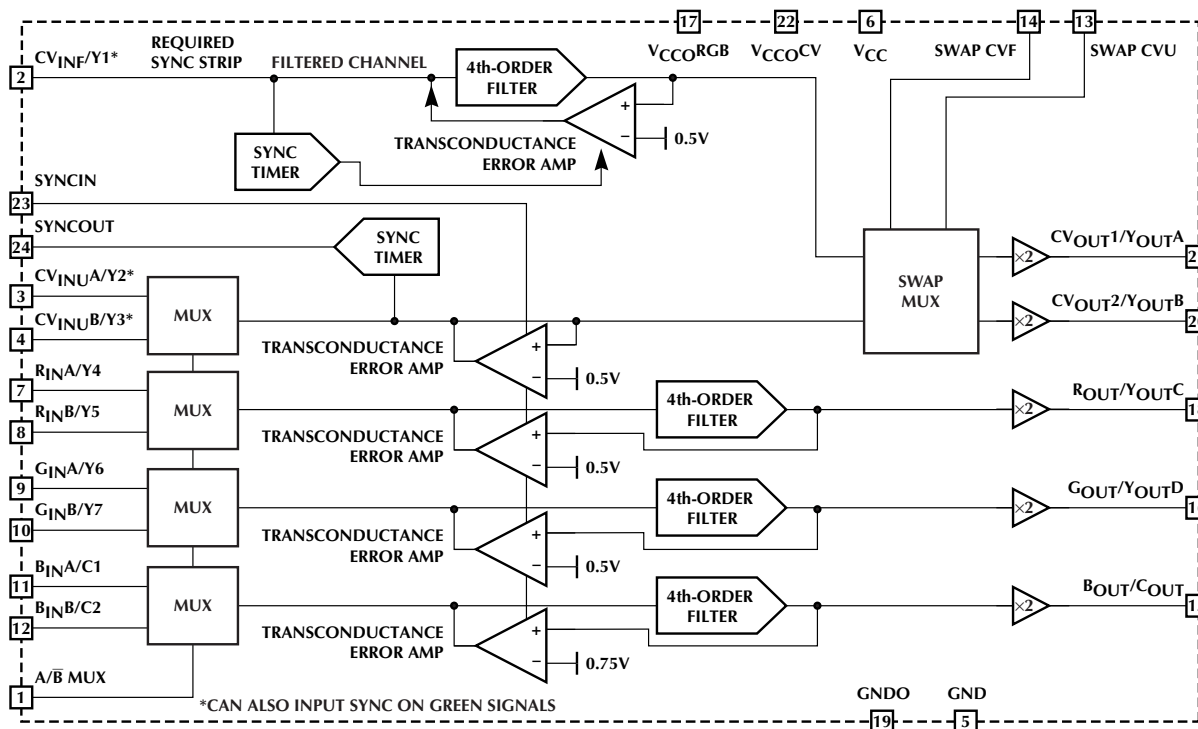 17
22
6
14
13
VCCORGB
VCCOCV
VCC
SWAP CVF
SWAP CVU
CVINF/Y1*
2
REQUIRED
SYNC STRIP
FILTERED CHANNEL
4th-ORDER
FILTER
+
−
0.5V
TRANSCONDUCTANCE
ERROR AMP
SYNC
TIMER
SYNCIN
23
SYNCOUT
24
SYNC
TIMER
CVINUA/Y2*
3
CVINUB/Y3*
4
MUX
TRANSCONDUCTANCE
ERROR AMP
+
−
0.5V
SWAP
MUX
×2
CVOUT1/YOUTA
×2
CVOUT2/YOUTB
RINA/Y4
7
RINB/Y5
8
MUX
TRANSCONDUCTANCE
ERROR AMP
+
−
0.5V
4th-ORDER
FILTER
×2
ROUT/YOUTC
GINA/Y6
9
GINB/Y7
10
MUX
TRANSCONDUCTANCE
ERROR AMP
+
−
0.5V
4th-ORDER
FILTER
×2
GOUT/YOUTD
BINA/C1
11
BINB/C2
12
MUX
TRANSCONDUCTANCE
ERROR AMP
+
−
0.75V
4th-ORDER
FILTER
×2
BOUT/COUT
A/B̅ MUX
1
*CAN ALSO INPUT SYNC ON GREEN SIGNALS
GNDO
19
GND
5